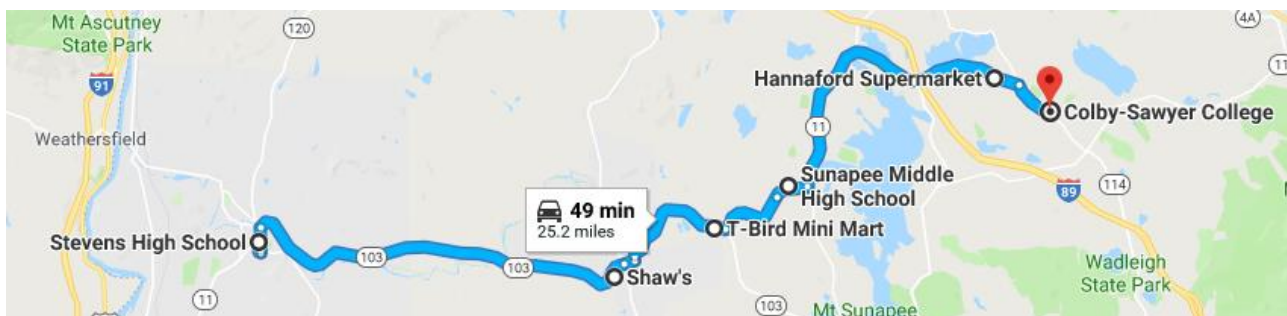 Mt Ascutney
State Park
120
4A
91
Hannaford Supermarket
11
Colby-Sawyer College
Weathersfield
11
Sunapee Middle
High School
89
114
49 min
25.2 miles
Stevens High School
T-Bird Mini Mart
103
103
Shaw's
Wadleigh
State Park
11
103
Mt Sunapee